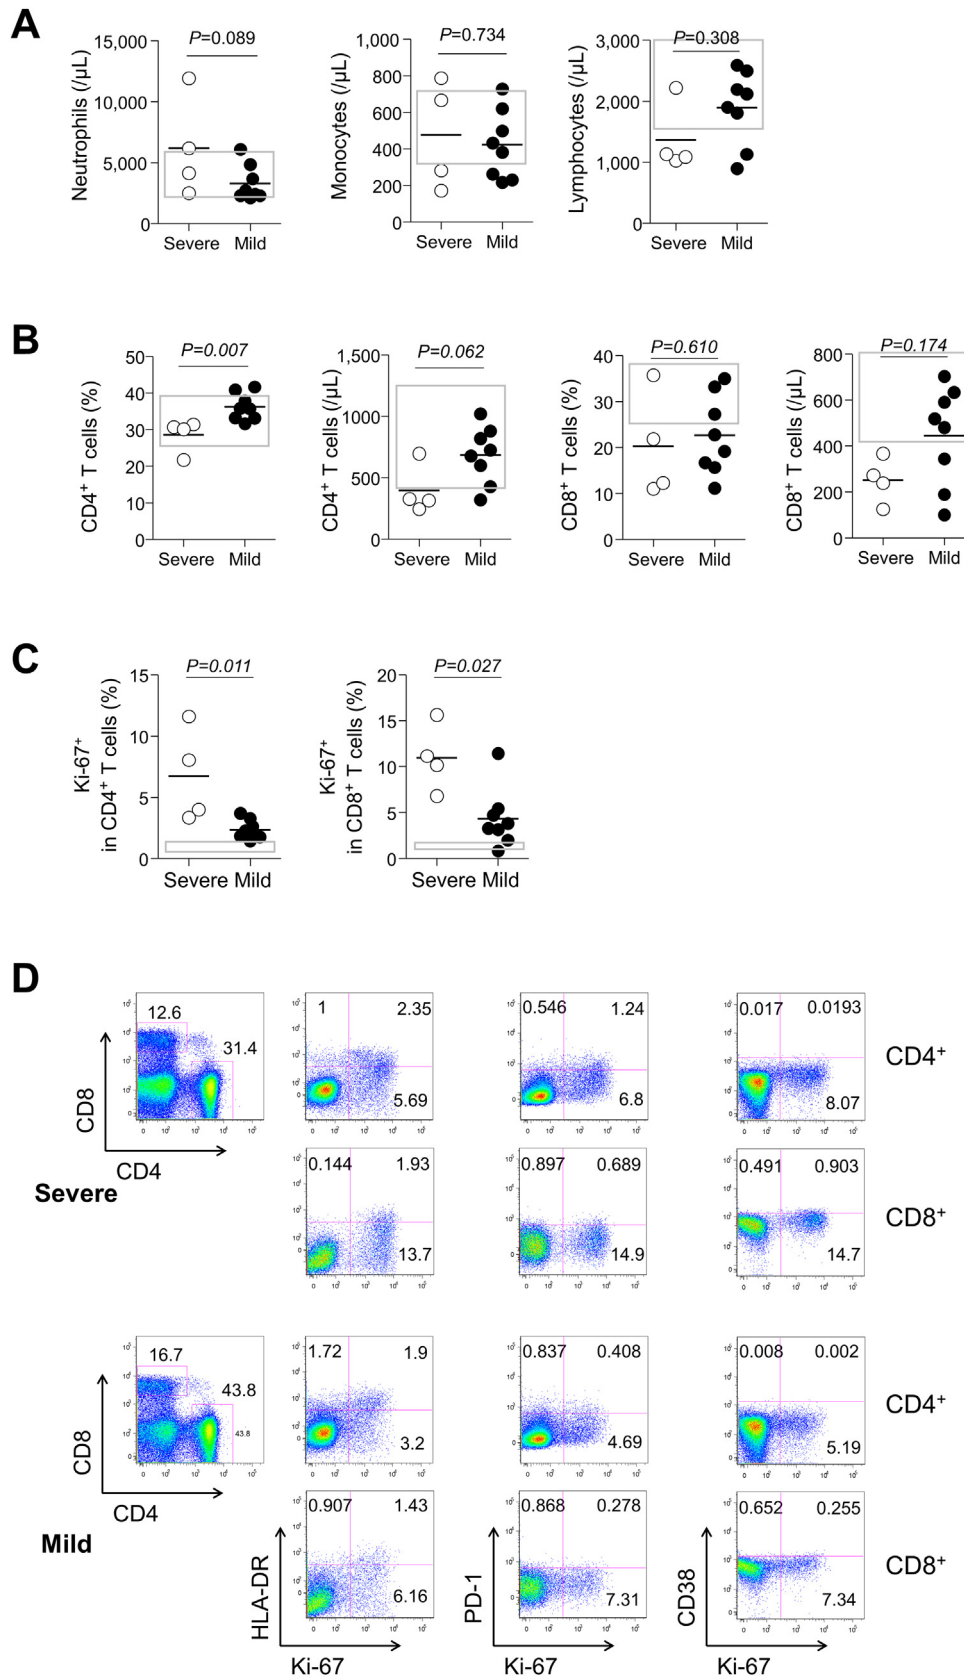 A
P=0.089
P=0.734
P=0.308
Neutrophils (/µL)
15,000
10,000
5,000
0
Severe Mild
Monocytes (/µL)
1,000
800
600
400
200
0
Severe Mild
Lymphocytes (/µL)
3,000
2,000
1,000
0
Severe Mild
B
P=0.007
P=0.062
P=0.610
P=0.174
CD4⁺ T cells (%)
50
40
30
20
10
0
Severe Mild
CD4⁺ T cells (/µL)
1,500
1000
500
0
Severe Mild
CD8⁺ T cells (%)
40
30
20
10
0
Severe Mild
CD8⁺ T cells (/µL)
800
600
400
200
0
Severe Mild
C
P=0.011
P=0.027
Ki-67⁺
in CD4⁺ T cells (%)
15
10
5
0
Severe Mild
Ki-67⁺
in CD8⁺ T cells (%)
20
15
10
5
0
Severe Mild
D
12.6
31.4
CD8
CD4
Severe
1 2.35
5.69
0.546 1.24
6.8
0.017 0.0193
8.07
CD4⁺
0.144 1.93
13.7
0.897 0.689
14.9
0.491 0.903
14.7
CD8⁺
16.7
43.8
43.8
CD8
CD4
Mild
1.72 1.9
3.2
0.837 0.408
4.69
0.008 0.002
5.19
CD4⁺
0.907 1.43
6.16
0.868 0.278
7.31
0.652 0.255
7.34
CD8⁺
HLA-DR
Ki-67
PD-1
Ki-67
CD38
Ki-67